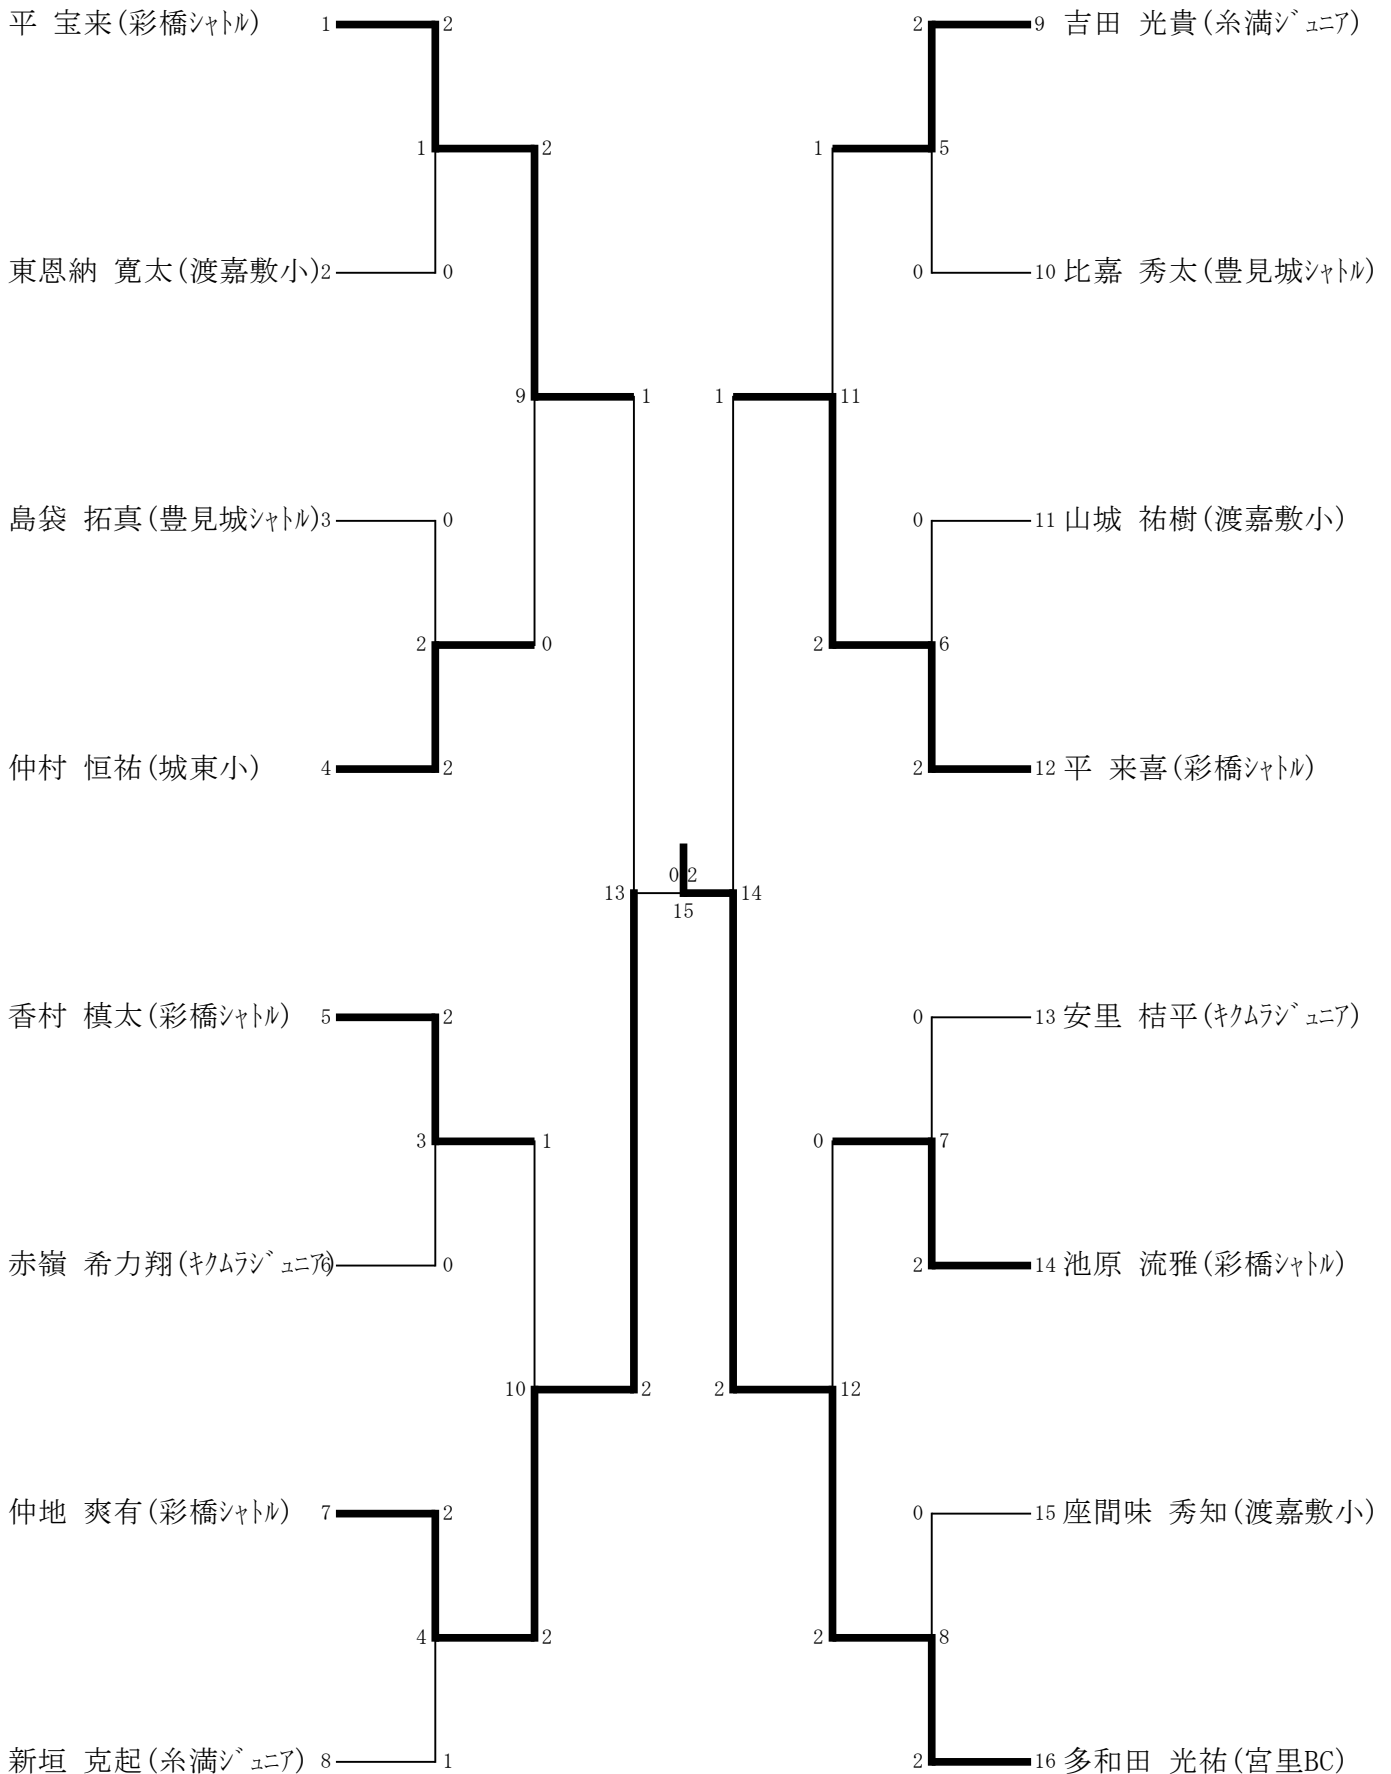 平 宝来(彩橋ｼｬﾄﾙ) 1 2 2 9 吉田 光貴(糸満ｼﾞｭﾆｱ)
1 2 1 5
東恩納 寛太(渡嘉敷小) 2 0 0 10 比嘉 秀太(豊見城ｼｬﾄﾙ)
9 1 1 11
島袋 拓真(豊見城ｼｬﾄﾙ) 3 0 0 11 山城 祐樹(渡嘉敷小)
2 0 2 6
仲村 恒祐(城東小) 4 2 2 12 平 来喜(彩橋ｼｬﾄﾙ)
0 2
13 14
15
香村 槙太(彩橋ｼｬﾄﾙ) 5 2 0 13 安里 桔平(ｷｸﾑﾗｼﾞｭﾆｱ)
3 1 0 7
赤嶺 希力翔(ｷｸﾑﾗｼﾞｭﾆｱ) 6 0 2 14 池原 流雅(彩橋ｼｬﾄﾙ)
10 2 2 12
仲地 爽有(彩橋ｼｬﾄﾙ) 7 2 0 15 座間味 秀知(渡嘉敷小)
4 2 2 8
新垣 克起(糸満ｼﾞｭﾆｱ) 8 1 2 16 多和田 光祐(宮里BC)